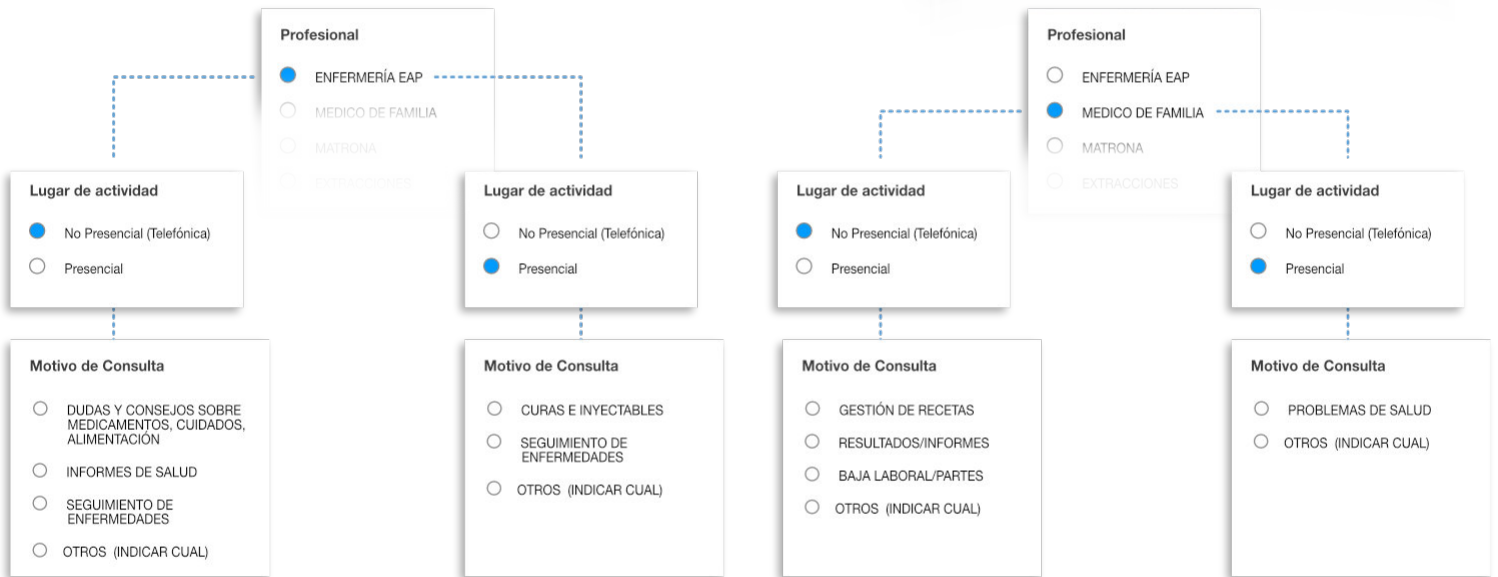 Profesional
ENFERMERÍA EAP
MEDICO DE FAMILIA
MATRONA
EXTRACCIONES
Lugar de actividad
No Presencial (Telefónica)
Presencial
Lugar de actividad
No Presencial (Telefónica)
Presencial
Motivo de Consulta
DUDAS Y CONSEJOS SOBRE
MEDICAMENTOS, CUIDADOS,
ALIMENTACIÓN
INFORMES DE SALUD
SEGUIMIENTO DE
ENFERMEDADES
OTROS (INDICAR CUAL)
Motivo de Consulta
CURAS E INYECTABLES
SEGUIMIENTO DE
ENFERMEDADES
OTROS (INDICAR CUAL)
Profesional
ENFERMERÍA EAP
MEDICO DE FAMILIA
MATRONA
EXTRACCIONES
Lugar de actividad
No Presencial (Telefónica)
Presencial
Lugar de actividad
No Presencial (Telefónica)
Presencial
Motivo de Consulta
GESTIÓN DE RECETAS
RESULTADOS/INFORMES
BAJA LABORAL/PARTES
OTROS (INDICAR CUAL)
Motivo de Consulta
PROBLEMAS DE SALUD
OTROS (INDICAR CUAL)